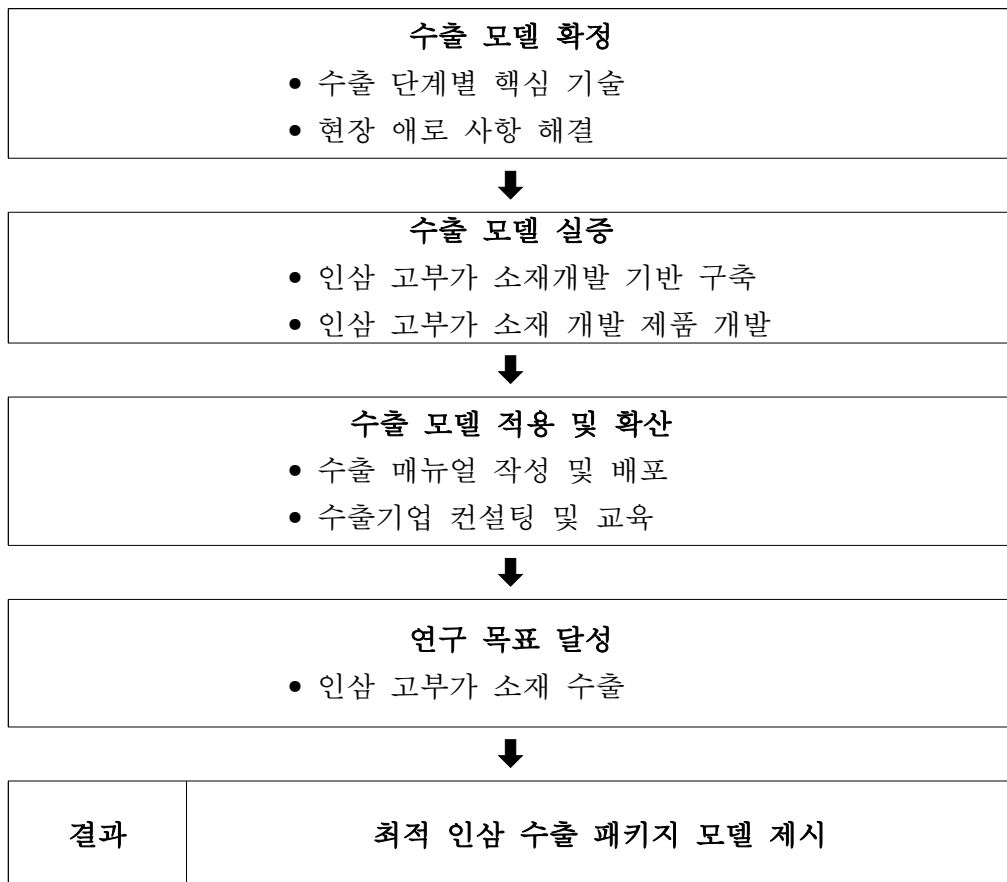 수출 모델 확정
• 수출 단계별 핵심 기술
• 현장 애로 사항 해결
수출 모델 실증
• 인삼 고부가 소재개발 기반 구축
• 인삼 고부가 소재 개발 제품 개발
수출 모델 적용 및 확산
• 수출 매뉴얼 작성 및 배포
• 수출기업 컨설팅 및 교육
연구 목표 달성
• 인삼 고부가 소재 수출
결과 최적 인삼 수출 패키지 모델 제시